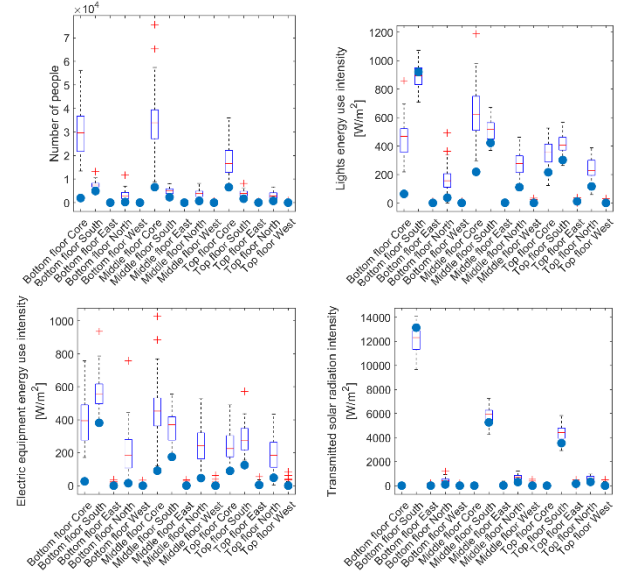 ×10⁴
7
6
5
4
3
2
1
0
Number of people
Bottom floor Core
Bottom floor South
Bottom floor East
Bottom floor North
Bottom floor West
Middle floor Core
Middle floor South
Middle floor East
Middle floor North
Middle floor West
Top floor Core
Top floor South
Top floor East
Top floor North
Top floor West
1200
1000
800
600
400
200
0
Lights energy use intensity
[W/m²]
Bottom floor Core
Bottom floor South
Bottom floor East
Bottom floor North
Bottom floor West
Middle floor Core
Middle floor South
Middle floor East
Middle floor North
Middle floor West
Top floor Core
Top floor South
Top floor East
Top floor North
Top floor West
1000
800
600
400
200
0
Electric equipment energy use intensity
[W/m²]
Bottom floor Core
Bottom floor South
Bottom floor East
Bottom floor North
Bottom floor West
Middle floor Core
Middle floor South
Middle floor East
Middle floor North
Middle floor West
Top floor Core
Top floor South
Top floor East
Top floor North
Top floor West
14000
12000
10000
8000
6000
4000
2000
0
Transmitted solar radiation intensity
[W/m²]
Bottom floor Core
Bottom floor South
Bottom floor East
Bottom floor North
Bottom floor West
Middle floor Core
Middle floor South
Middle floor East
Middle floor North
Middle floor West
Top floor Core
Top floor South
Top floor East
Top floor North
Top floor West